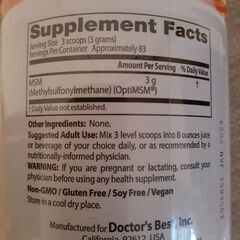 Supplement Facts
Serving Size 3 scoops (3 grams)
Servings Per Container Approximately 83
Amount Per Serving % Daily Value
MSM 3 g †
(Methylsulfonylmethane) (OptiMSM®)
† Daily Value not established.
Other Ingredients: None.
Suggested Adult Use: Mix 3 level scoops into 8 ounces juice
or beverage of your choice daily, or as recommended by a
nutritionally-informed physician.
WARNING: If you are pregnant or lactating, consult your
physician before using any health supplement.
Non-GMO / Gluten Free / Soy Free / Vegan
Store in a cool dry place.
Manufactured for Doctor's Best, Inc.
California 92612 USA
JAN 2024